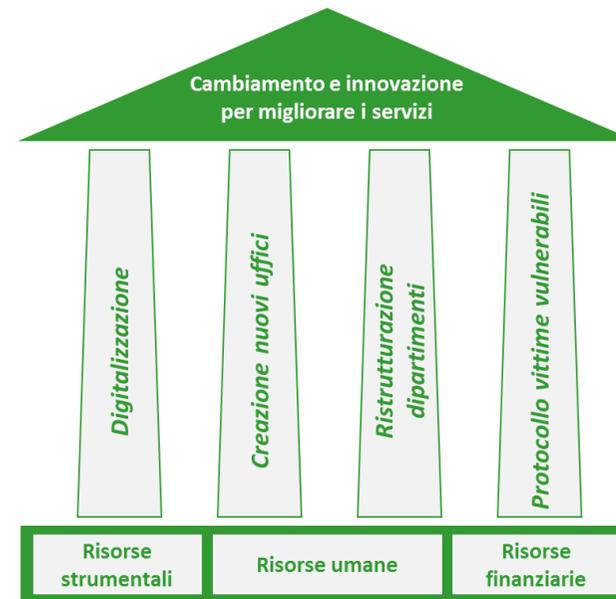 Cambiamento e innovazione
per migliorare i servizi
Digitalizzazione
Creazione nuovi uffici
Ristrutturazione
dipartimenti
Protocollo vittime vulnerabili
Risorse
strumentali
Risorse umane
Risorse
finanziarie